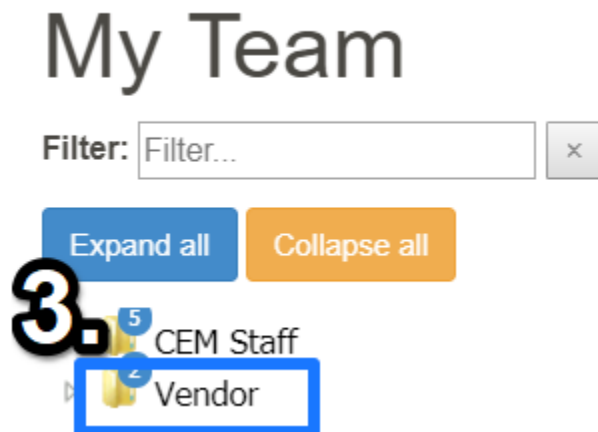 My Team
Filter: Filter... ×
Expand all Collapse all
3.
5
CEM Staff
2
Vendor